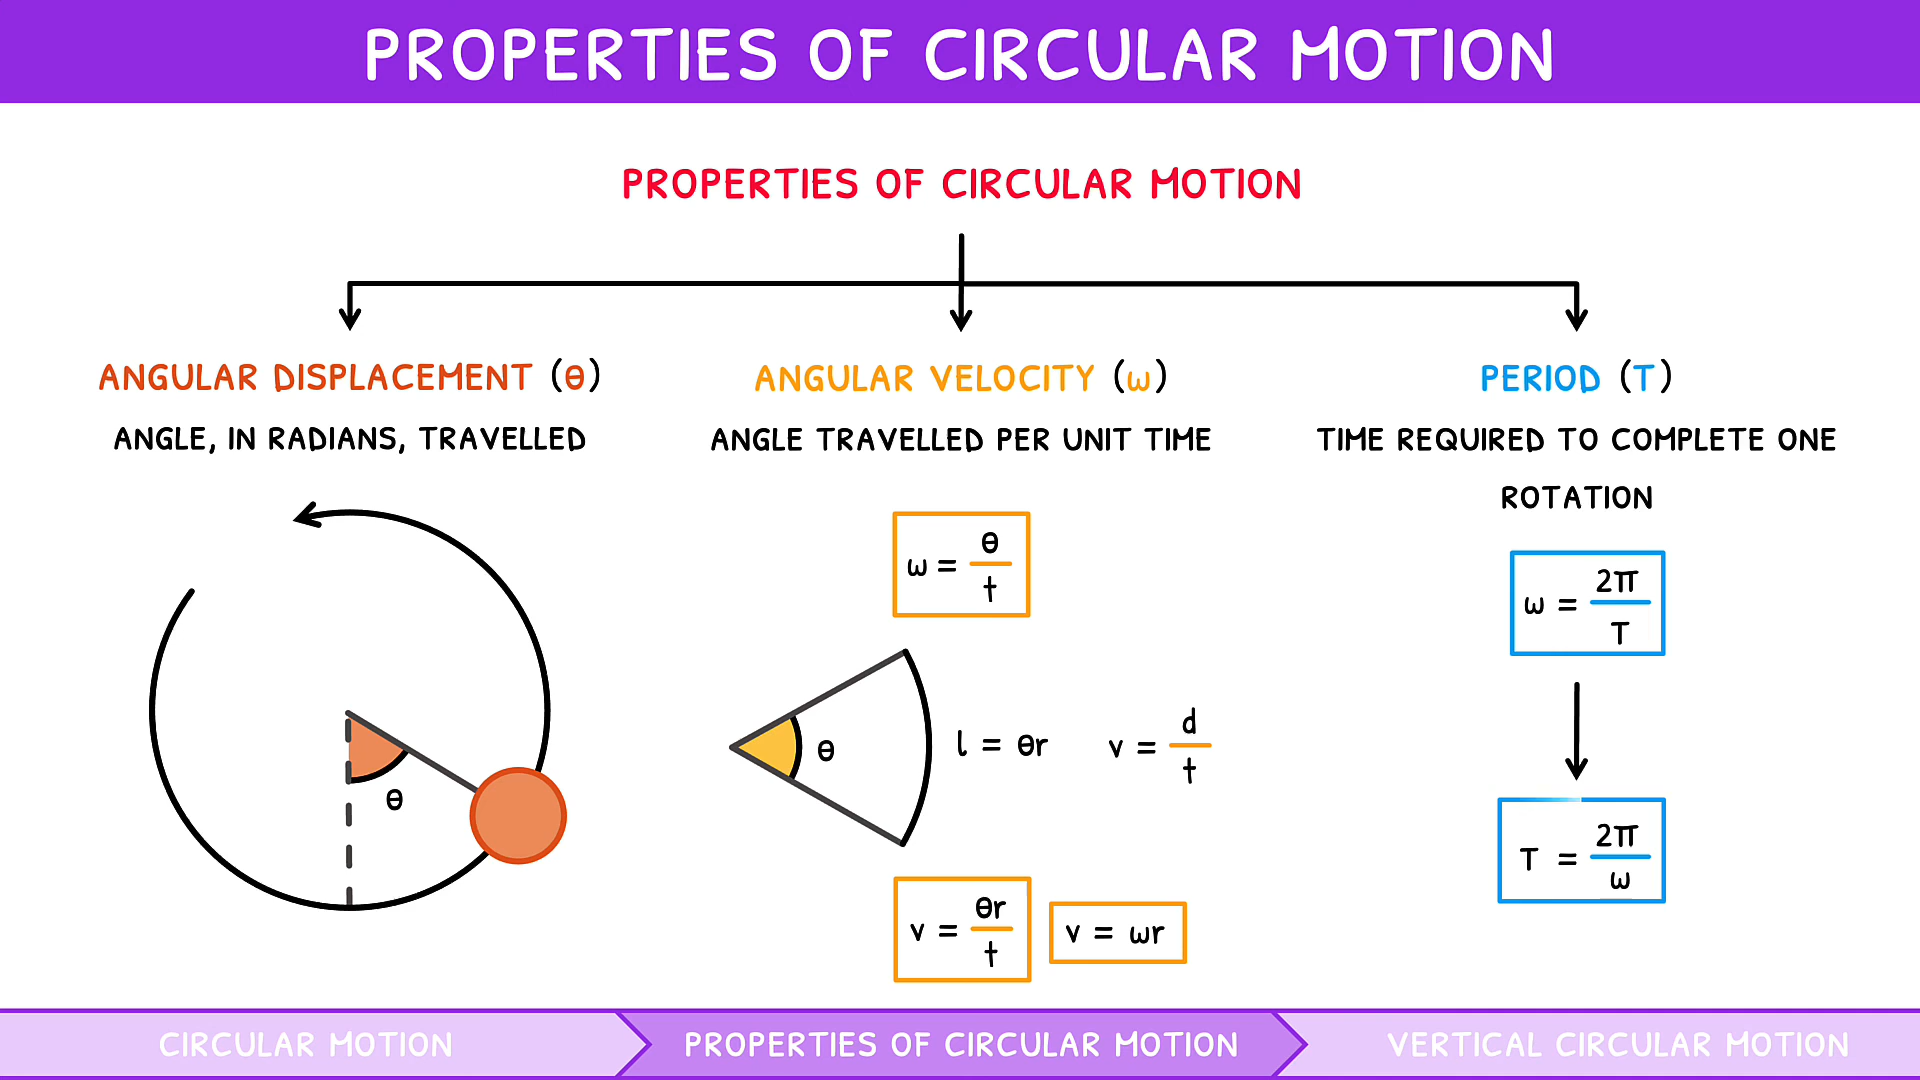 PROPERTIES OF CIRCULAR MOTION
PROPERTIES OF CIRCULAR MOTION
ANGULAR DISPLACEMENT (θ)
ANGLE, IN RADIANS, TRAVELLED
θ
ANGULAR VELOCITY (ω)
ANGLE TRAVELLED PER UNIT TIME
ω = θ/t
θ
l = θr
v = d/t
v = θr/t
v = ωr
PERIOD (T)
TIME REQUIRED TO COMPLETE ONE
ROTATION
ω = 2π/T
T = 2π/ω
CIRCULAR MOTION
PROPERTIES OF CIRCULAR MOTION
VERTICAL CIRCULAR MOTION